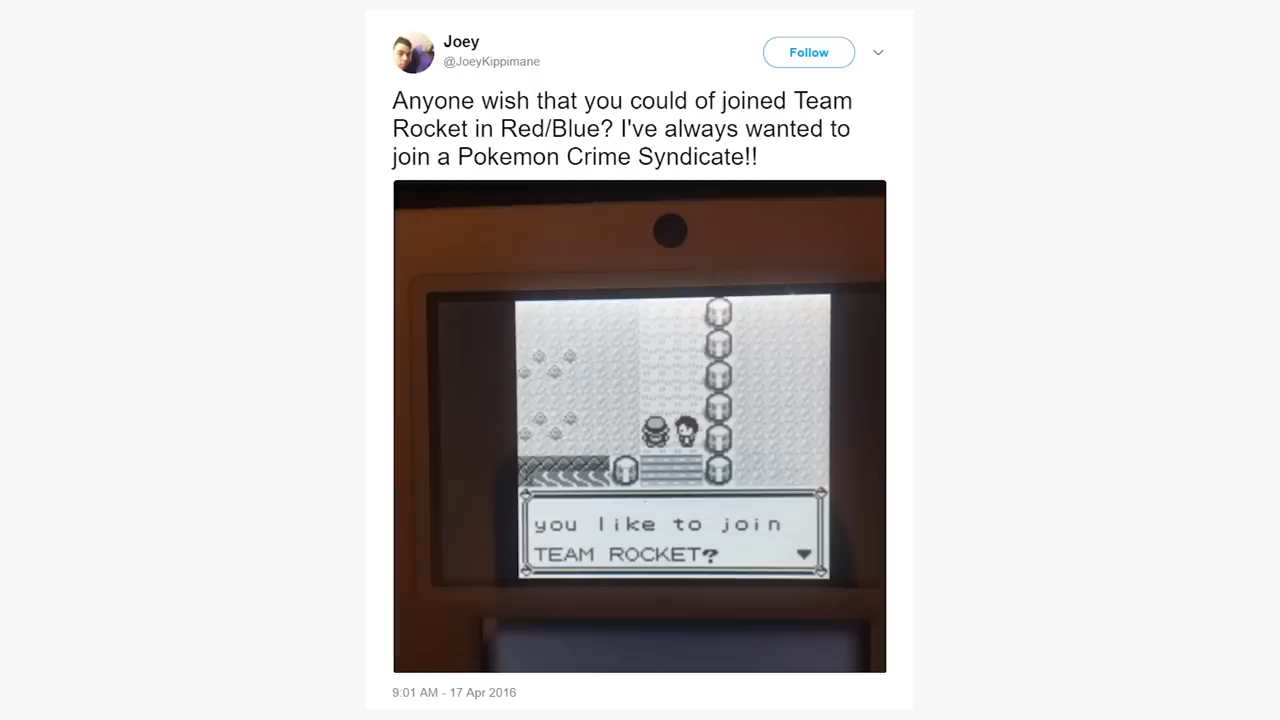 Joey
@JoeyKippimane
Follow
Anyone wish that you could of joined Team
Rocket in Red/Blue? I've always wanted to
join a Pokemon Crime Syndicate!!
you like to join
TEAM ROCKET?
9:01 AM - 17 Apr 2016